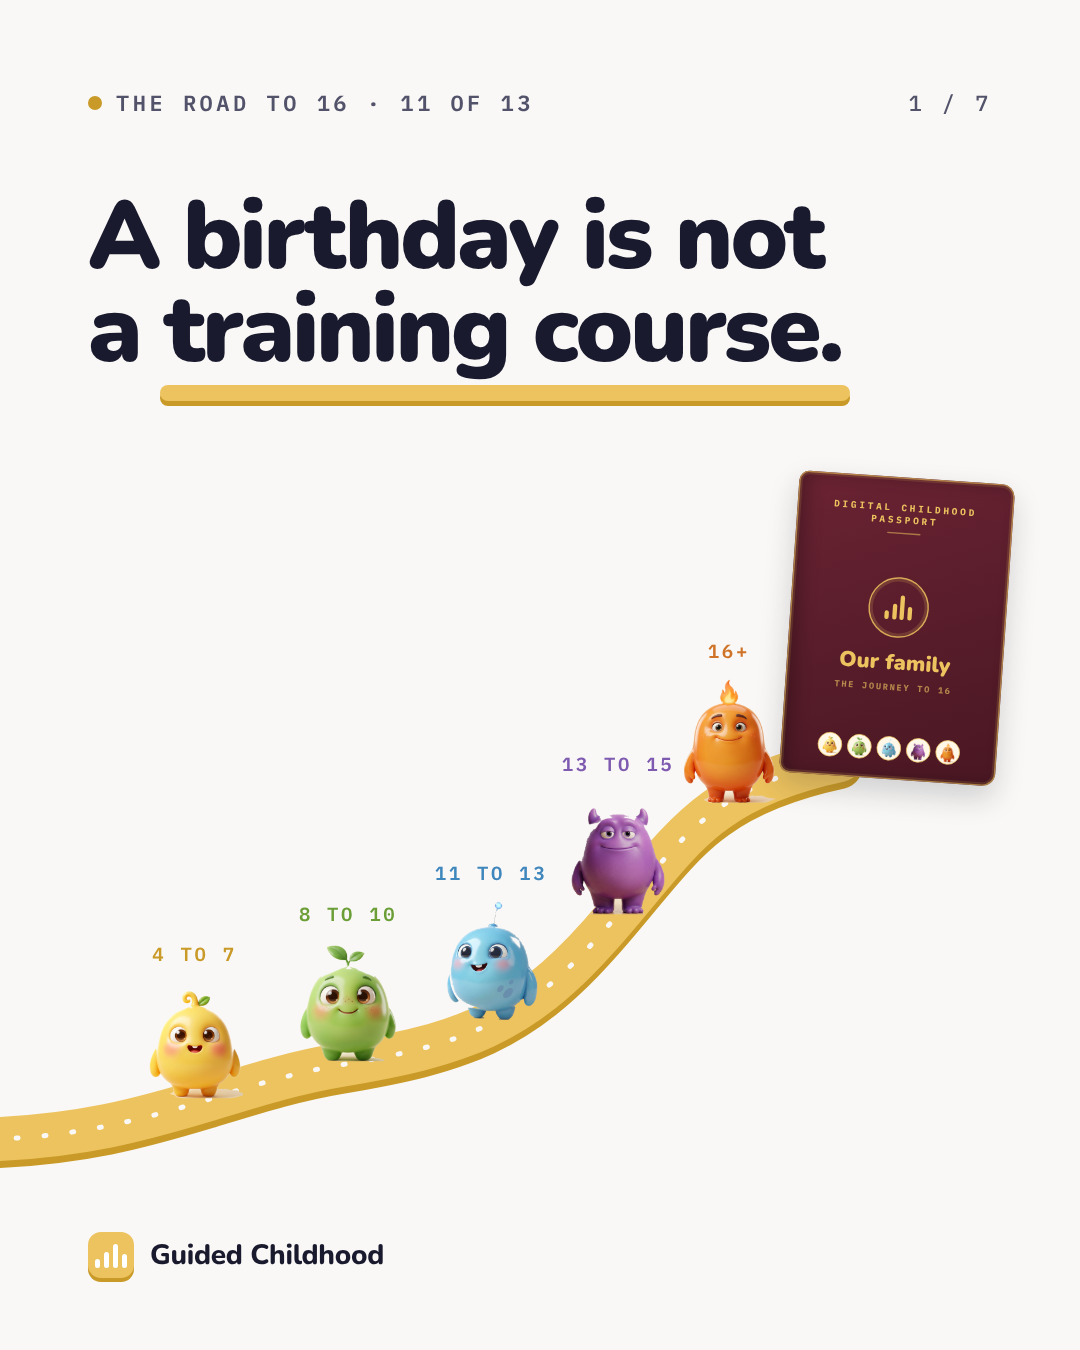 THE ROAD TO 16 · 11 OF 13
1 / 7
A birthday is not
a training course.
DIGITAL CHILDHOOD
PASSPORT
Our family
THE JOURNEY TO 16
16+
13 TO 15
11 TO 13
8 TO 10
4 TO 7
Guided Childhood